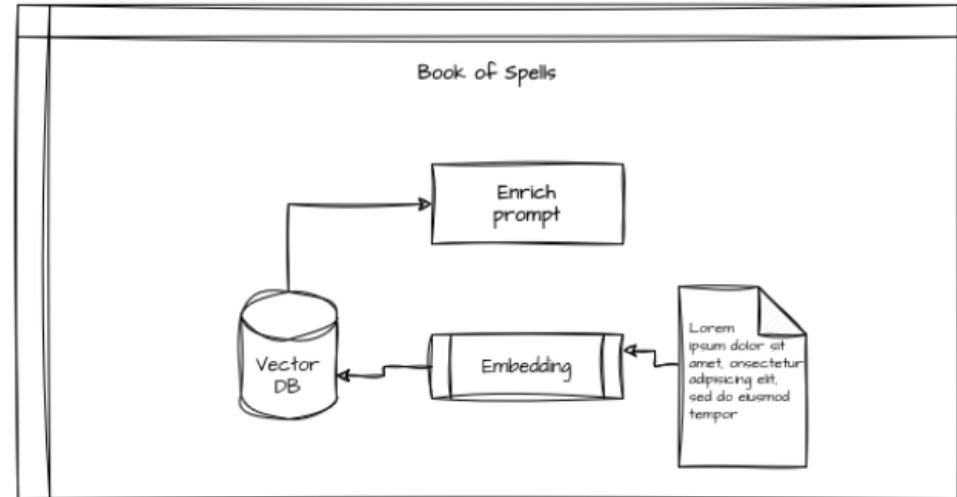 Book of Spells
Enrich
prompt
Vector
DB
Embedding
Lorem
ipsum dolor sit
amet, onsectetur
adipisicing elit,
sed do eiusmod
tempor